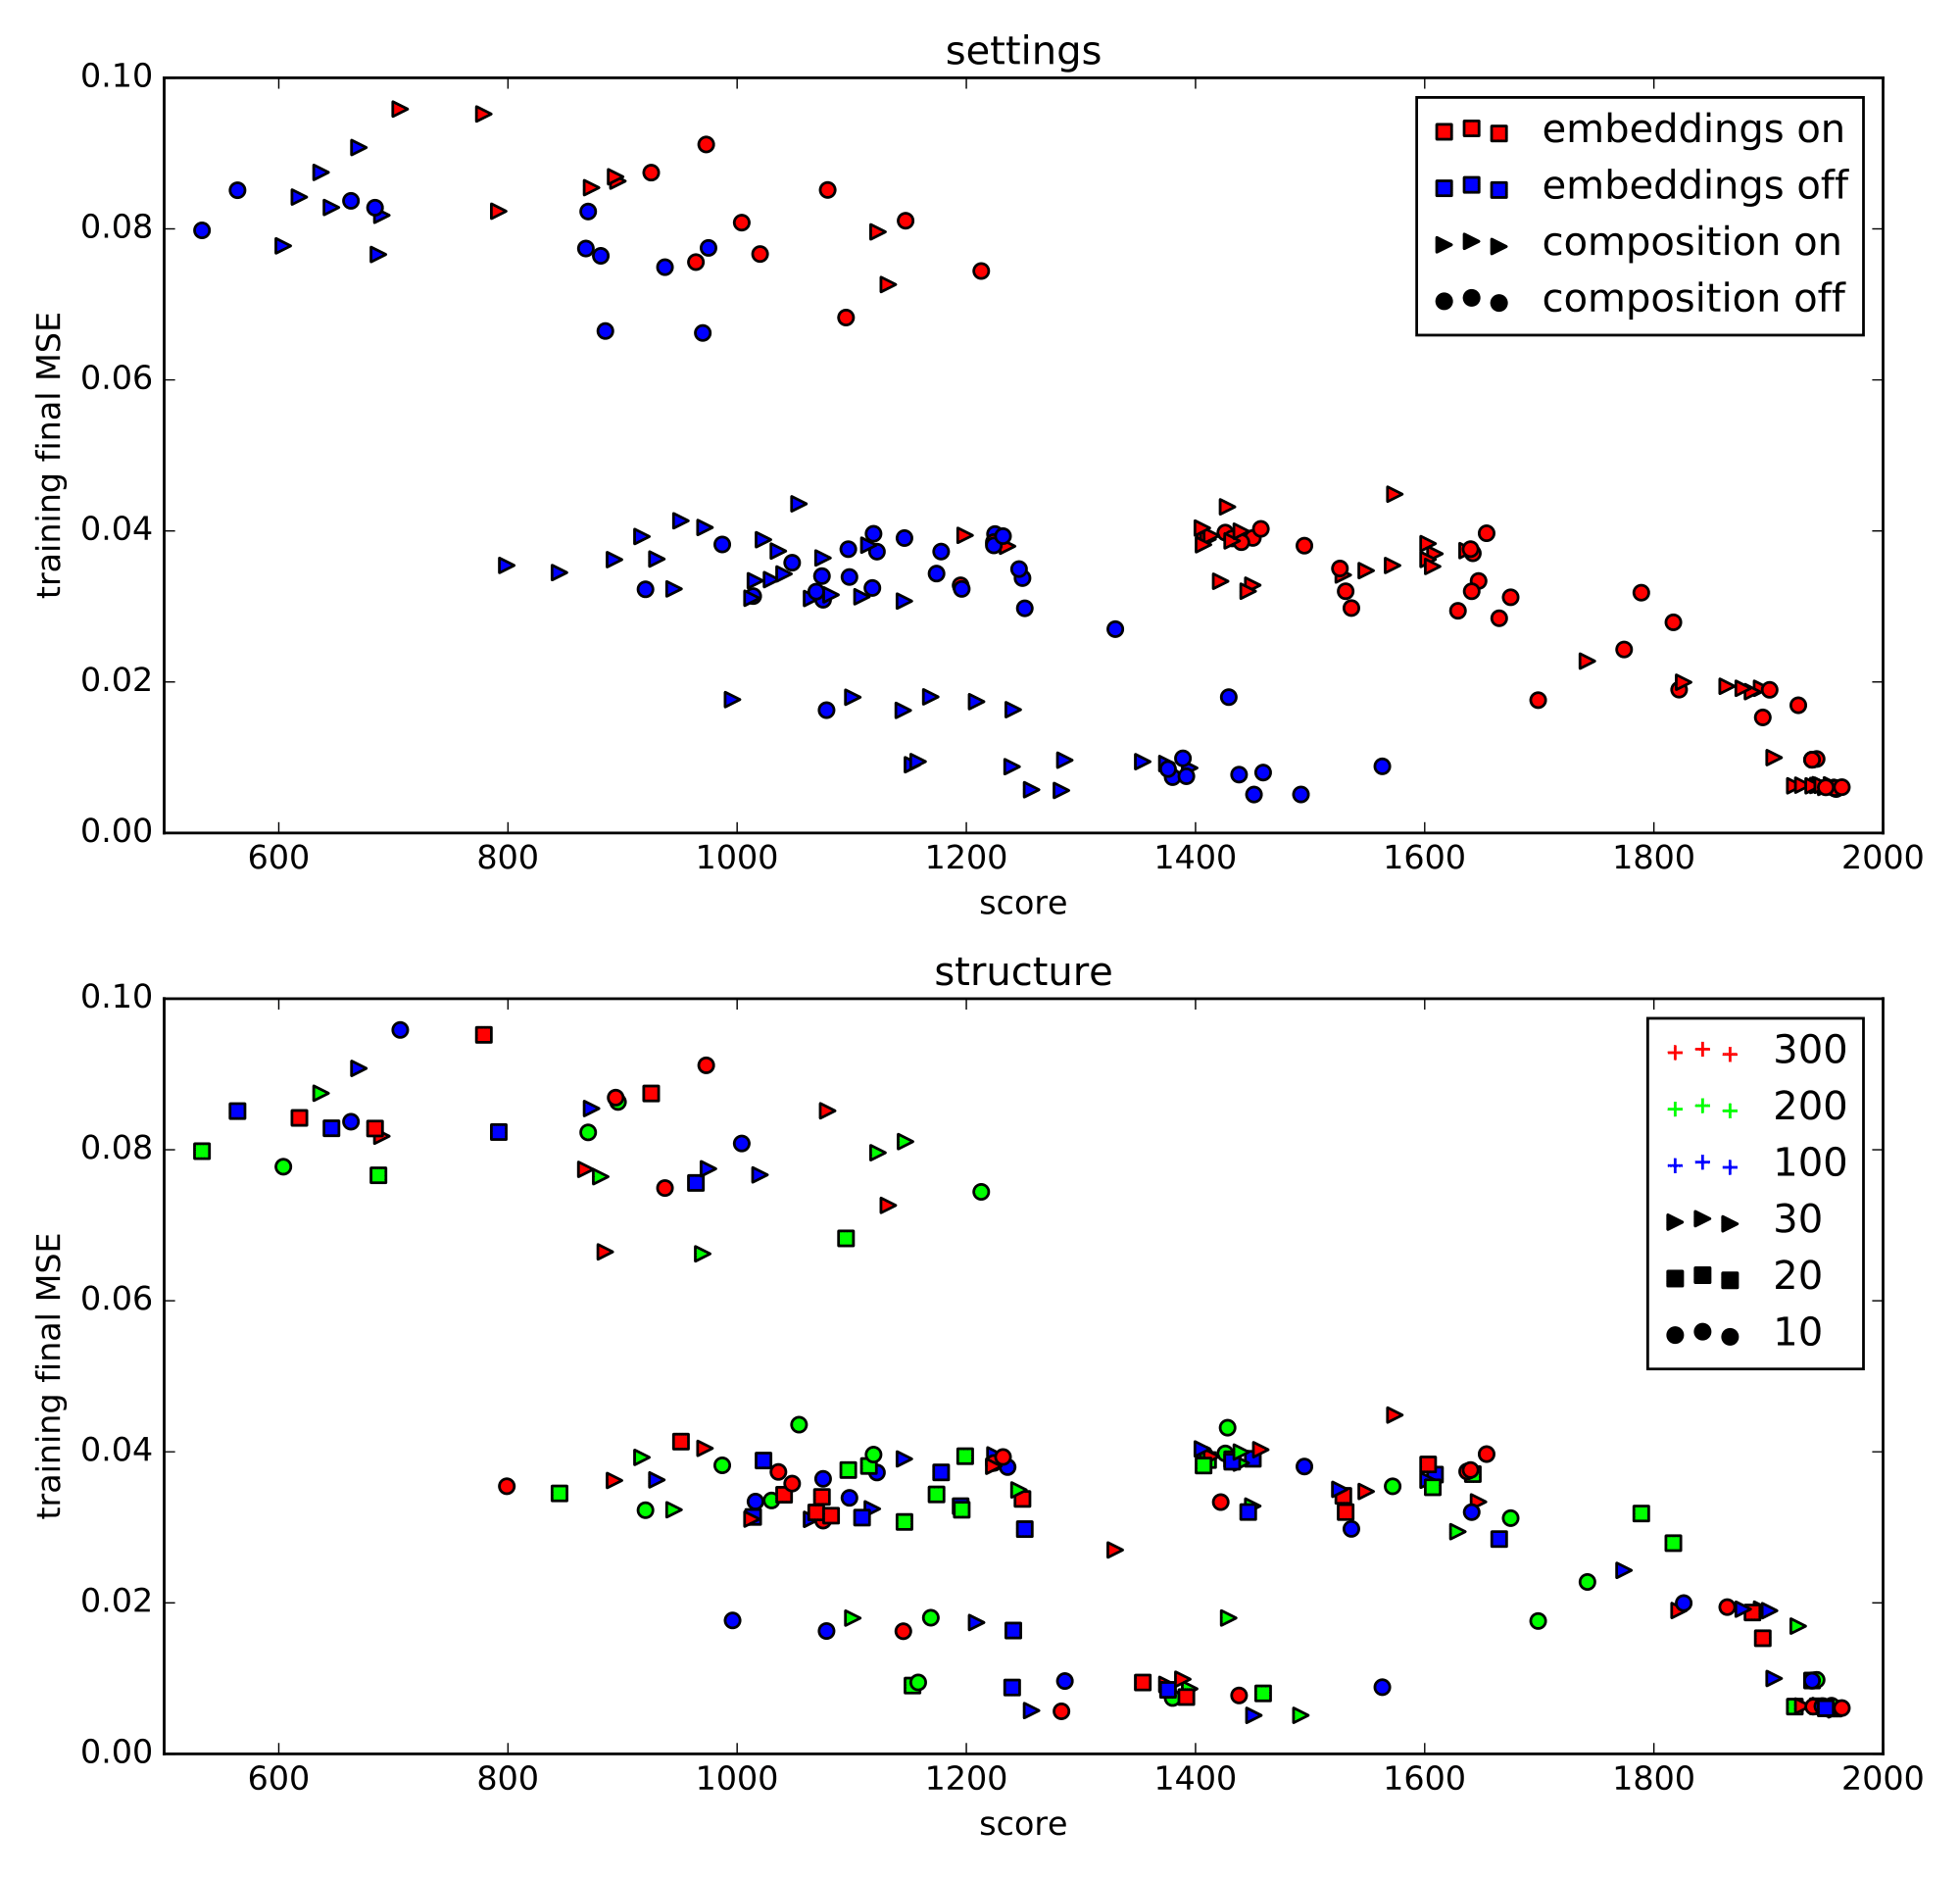 settings
0.10
0.08
0.06
0.04
0.02
0.00
training final MSE
embeddings on
embeddings off
composition on
composition off
600 800 1000 1200 1400 1600 1800 2000
score
structure
0.10
0.08
0.06
0.04
0.02
0.00
training final MSE
300
200
100
30
20
10
600 800 1000 1200 1400 1600 1800 2000
score